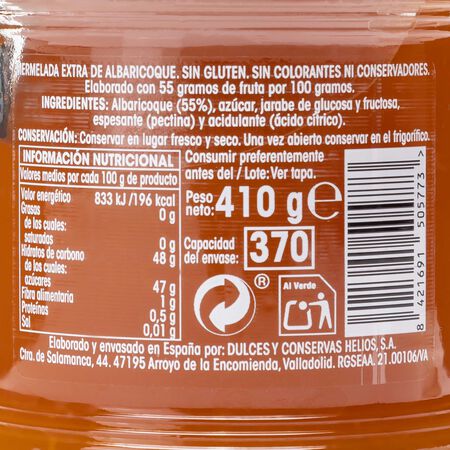 MERMELADA EXTRA DE ALBARICOQUE. SIN GLUTEN. SIN COLORANTES NI CONSERVADORES.
Elaborado con 55 gramos de fruta por 100 gramos.
INGREDIENTES: Albaricoque (55%), azúcar, jarabe de glucosa y fructosa,
espesante (pectina) y acidulante (ácido cítrico).
CONSERVACIÓN: Conservar en lugar fresco y seco. Una vez abierto conservar en el frigorífico.
INFORMACIÓN NUTRICIONAL
Valores medios por cada 100 g de producto
Valor energético 833 kJ /196 kcal
Grasas 0 g
de las cuales:
saturadas 0 g
Hidratos de carbono 48 g
de los cuales:
azúcares 47 g
Fibra alimentaria 1 g
Proteínas 0,5 g
Sal 0,01 g
Consumir preferentemente
antes del / Lote: Ver tapa.
Peso neto: 410 g e
Capacidad
del envase: 370
®
Al Verde
8 421691 505773 >
Elaborado y envasado en España por: DULCES Y CONSERVAS HELIOS, S.A.
Ctra. de Salamanca, 44. 47195 Arroyo de la Encomienda, Valladolid. RGSEAA. 21.00106/VA